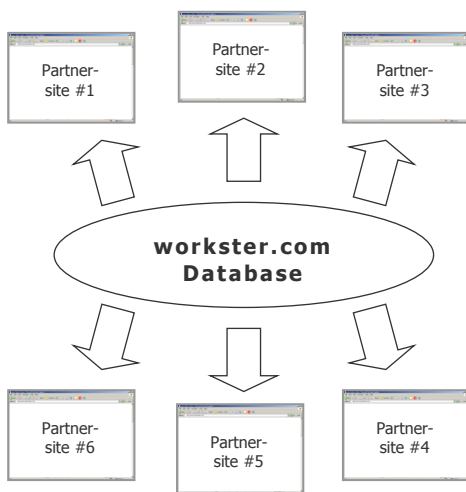 Partner-
site #1
Partner-
site #2
Partner-
site #3
workster.com
Database
Partner-
site #6
Partner-
site #5
Partner-
site #4